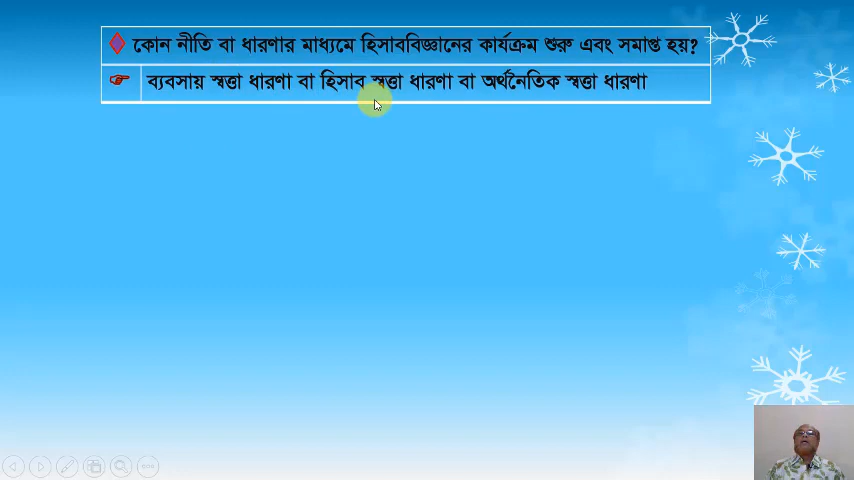 কোন নীতি বা ধারণার মাধ্যমে হিসাববিজ্ঞানের কার্যক্রম শুরু এবং সমাপ্ত হয়?
ব্যবসায় স্বত্তা ধারণা বা হিসাব স্বত্তা ধারণা বা অর্থনৈতিক স্বত্তা ধারণা